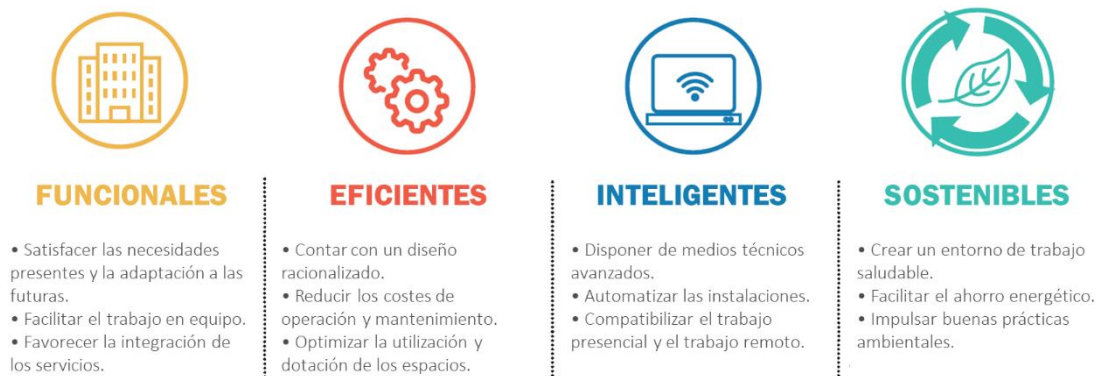 FUNCIONALES
• Satisfacer las necesidades
presentes y la adaptación a las
futuras.
• Facilitar el trabajo en equipo.
• Favorecer la integración de
los servicios.
EFICIENTES
• Contar con un diseño
racionalizado.
• Reducir los costes de
operación y mantenimiento.
• Optimizar la utilización y
dotación de los espacios.
INTELIGENTES
• Disponer de medios técnicos
avanzados.
• Automatizar las instalaciones.
• Compatibilizar el trabajo
presencial y el trabajo remoto.
SOSTENIBLES
• Crear un entorno de trabajo
saludable.
• Facilitar el ahorro energético.
• Impulsar buenas prácticas
ambientales.